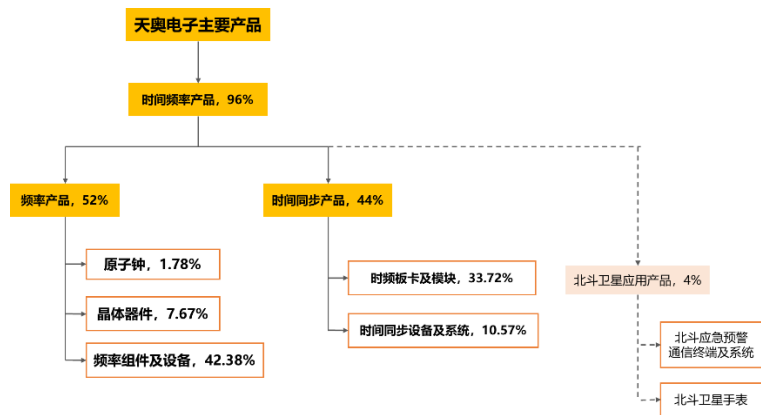 天奥电子主要产品
时间频率产品，96%
频率产品，52%
时间同步产品，44%
原子钟，1.78%
晶体器件，7.67%
频率组件及设备，42.38%
时频板卡及模块，33.72%
时间同步设备及系统，10.57%
北斗卫星应用产品，4%
北斗应急预警
通信终端及系统
北斗卫星手表